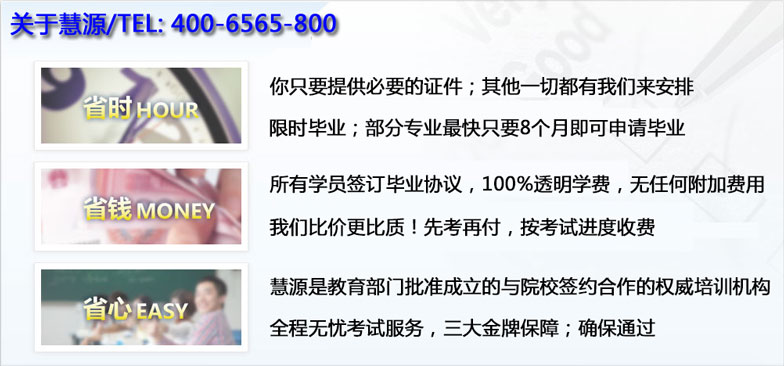 关于慧源/TEL: 400-6565-800
省时 HOUR
你只要提供必要的证件；其他一切都有我们来安排
限时毕业；部分专业最快只要8个月即可申请毕业
省钱 MONEY
所有学员签订毕业协议，100%透明学费，无任何附加费用
我们比价更比质！先考再付，按考试进度收费
省心 EASY
慧源是教育部门批准成立的与院校签约合作的权威培训机构
全程无忧考试服务，三大金牌保障；确保通过